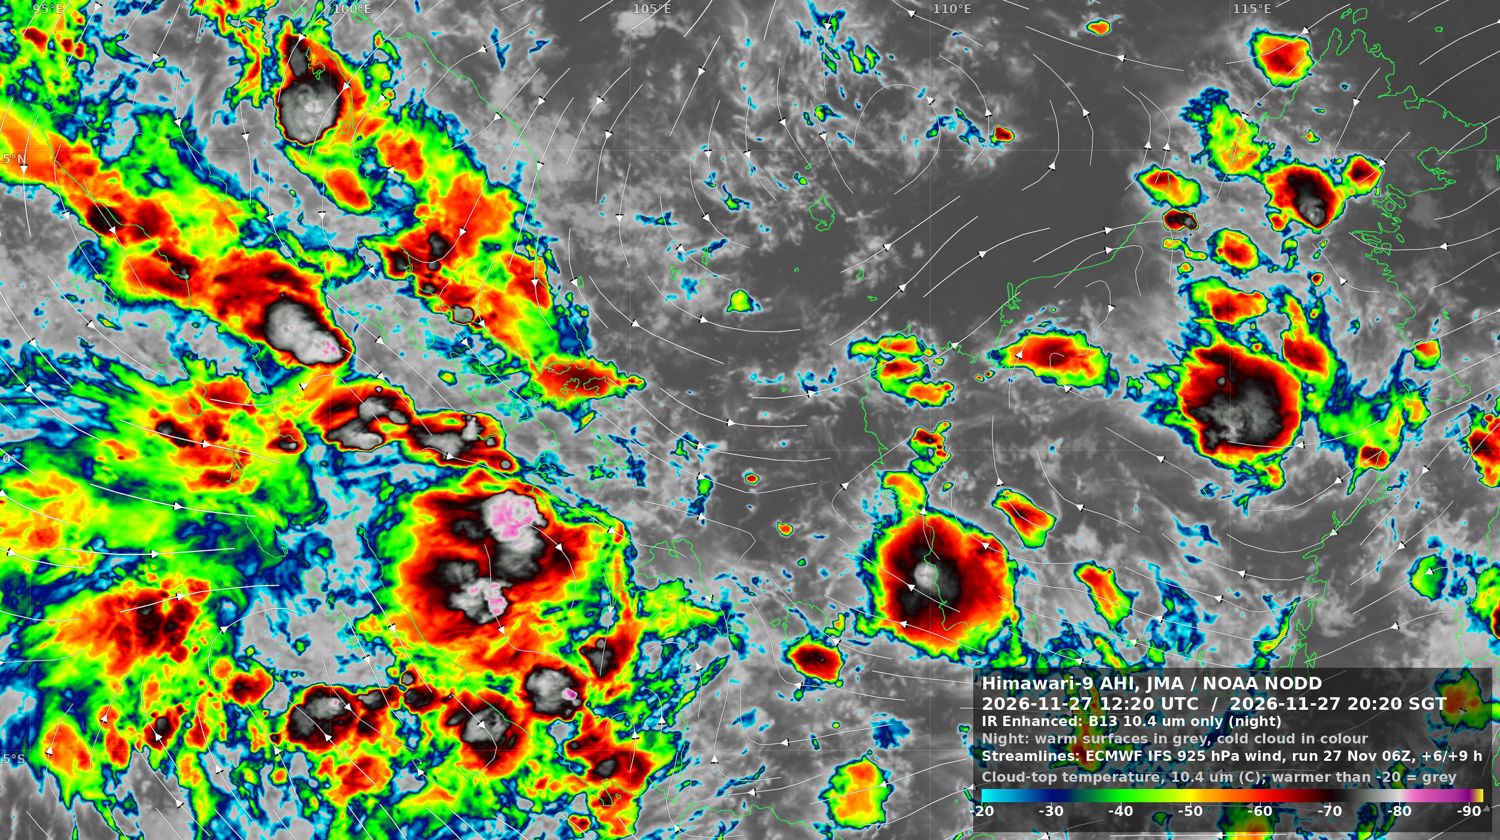 95°E
100°E
105°E
110°E
115°E
5°N
0°
5°S
Himawari-9 AHI, JMA / NOAA NODD
2026-11-27 12:20 UTC / 2026-11-27 20:20 SGT
IR Enhanced: B13 10.4 um only (night)
Night: warm surfaces in grey, cold cloud in colour
Streamlines: ECMWF IFS 925 hPa wind, run 27 Nov 06Z, +6/+9 h
Cloud-top temperature, 10.4 um (C); warmer than -20 = grey
-20 -30 -40 -50 -60 -70 -80 -90